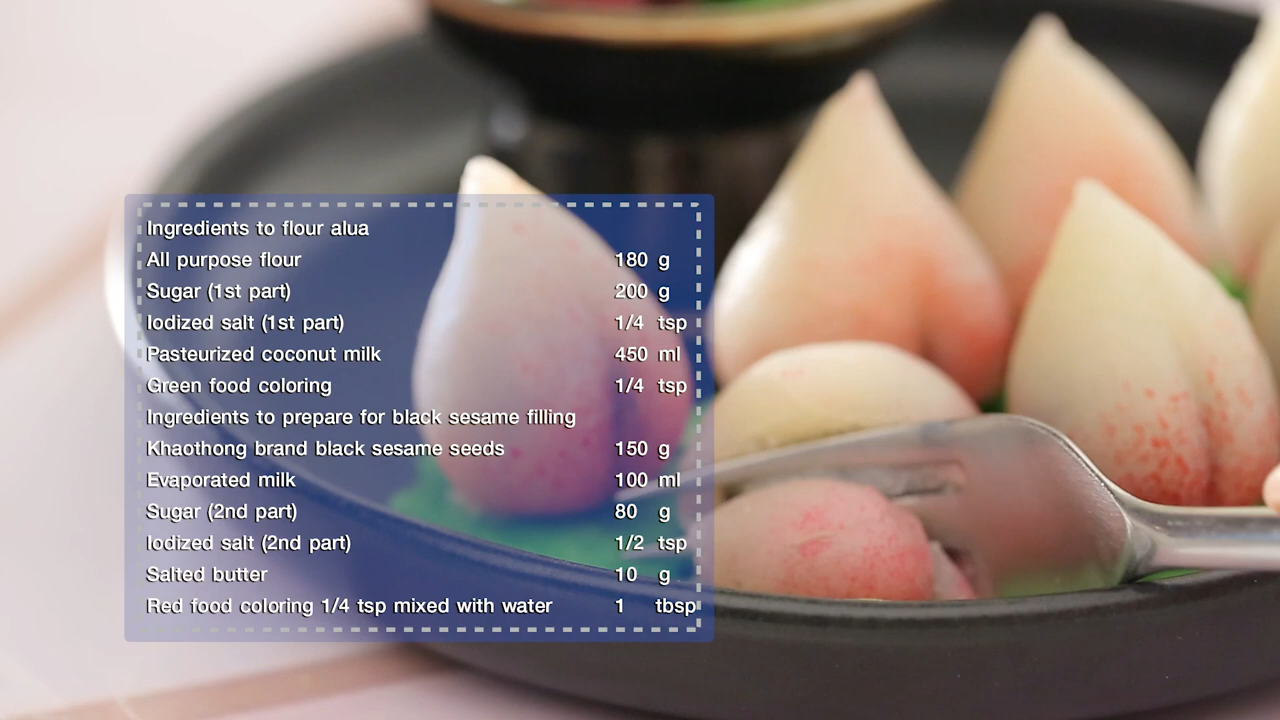 Ingredients to flour alua
All purpose flour 180 g
Sugar (1st part) 200 g
Iodized salt (1st part) 1/4 tsp
Pasteurized coconut milk 450 ml
Green food coloring 1/4 tsp
Ingredients to prepare for black sesame filling
Khaothong brand black sesame seeds 150 g
Evaporated milk 100 ml
Sugar (2nd part) 80 g
Iodized salt (2nd part) 1/2 tsp
Salted butter 10 g
Red food coloring 1/4 tsp mixed with water 1 tbsp